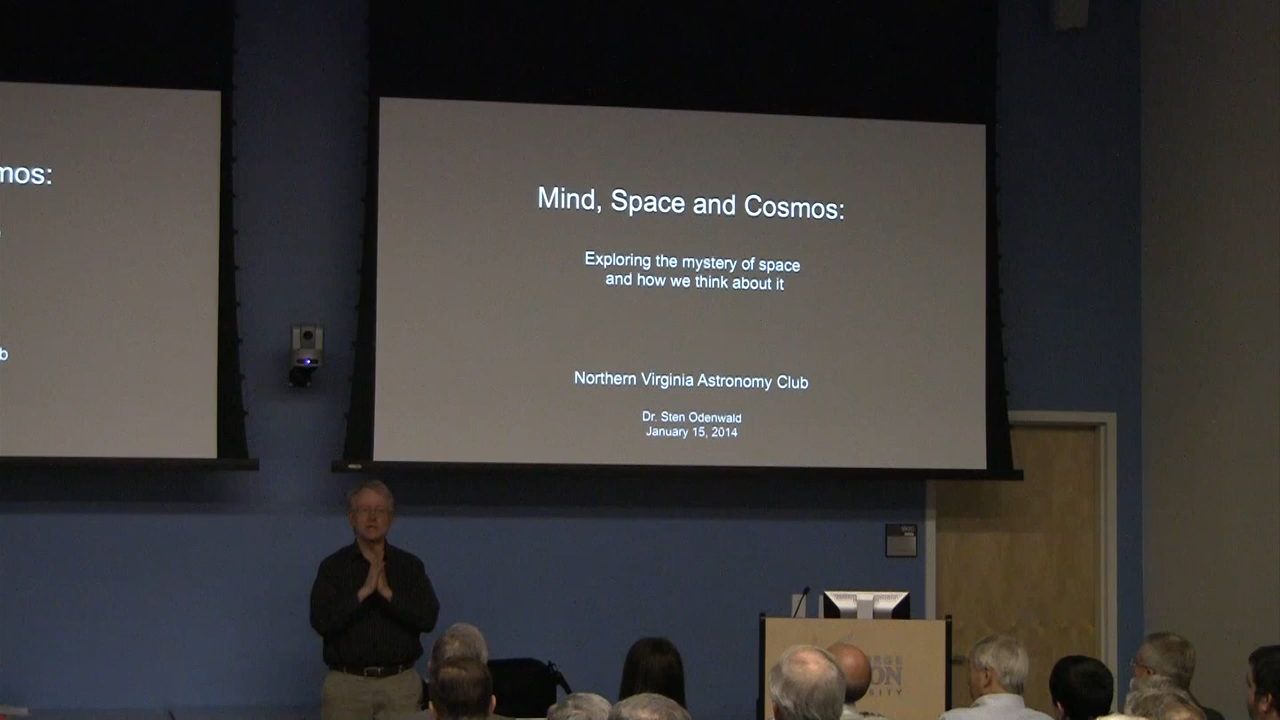 mos:
b
Mind, Space and Cosmos:
Exploring the mystery of space
and how we think about it
Northern Virginia Astronomy Club
Dr. Sten Odenwald
January 15, 2014